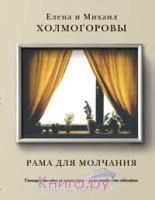 Елена и Михаил
ХОЛМОГОРОВЫ
РАМА ДЛЯ МОЛЧАНИЯ
Книга.ру